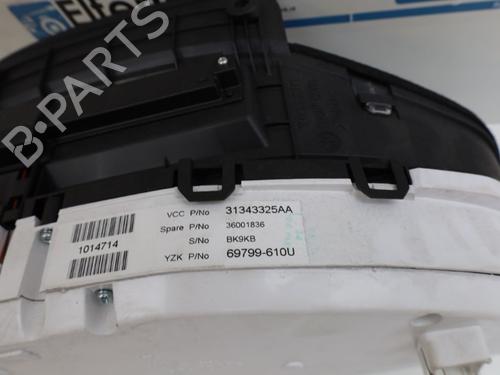 B-PARTS
VCC P/No 31343325AA
Spare P/No 36001836
S/No BK9KB
YZK P/No 69799-610U
1014714